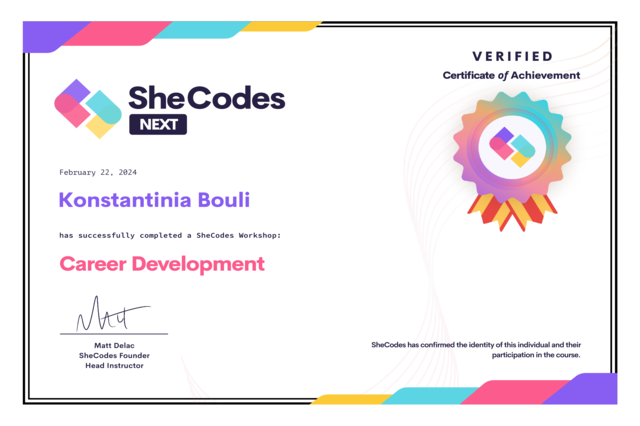 VERIFIED
Certificate of Achievement
SheCodes
NEXT
February 22, 2024
Konstantinia Bouli
has successfully completed a SheCodes Workshop:
Career Development
Matt
Matt Delac
SheCodes Founder
Head Instructor
SheCodes has confirmed the identity of this individual and their
participation in the course.